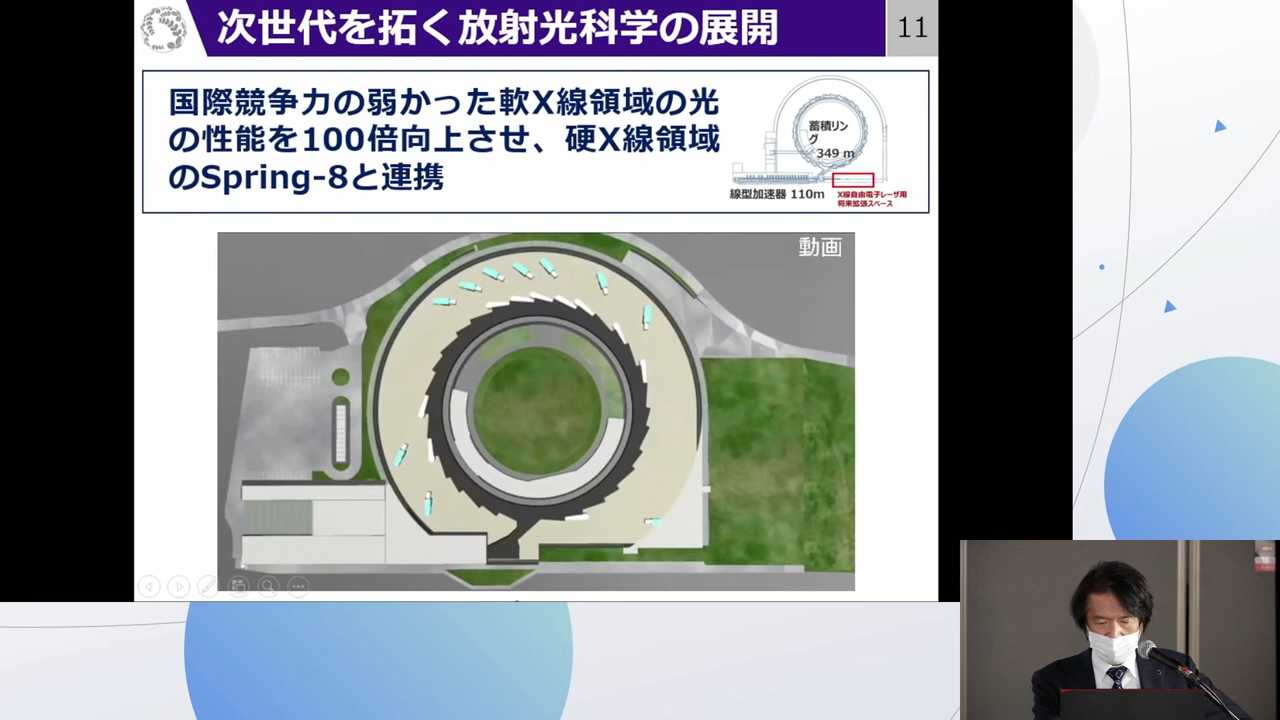 次世代を拓く放射光科学の展開
11
国際競争力の弱かった軟X線領域の光
の性能を100倍向上させ、硬X線領域
のSpring-8と連携
蓄積リン
グ
349 m
線型加速器 110m
X線自由電子レーザ用
将来拡張スペース
動画